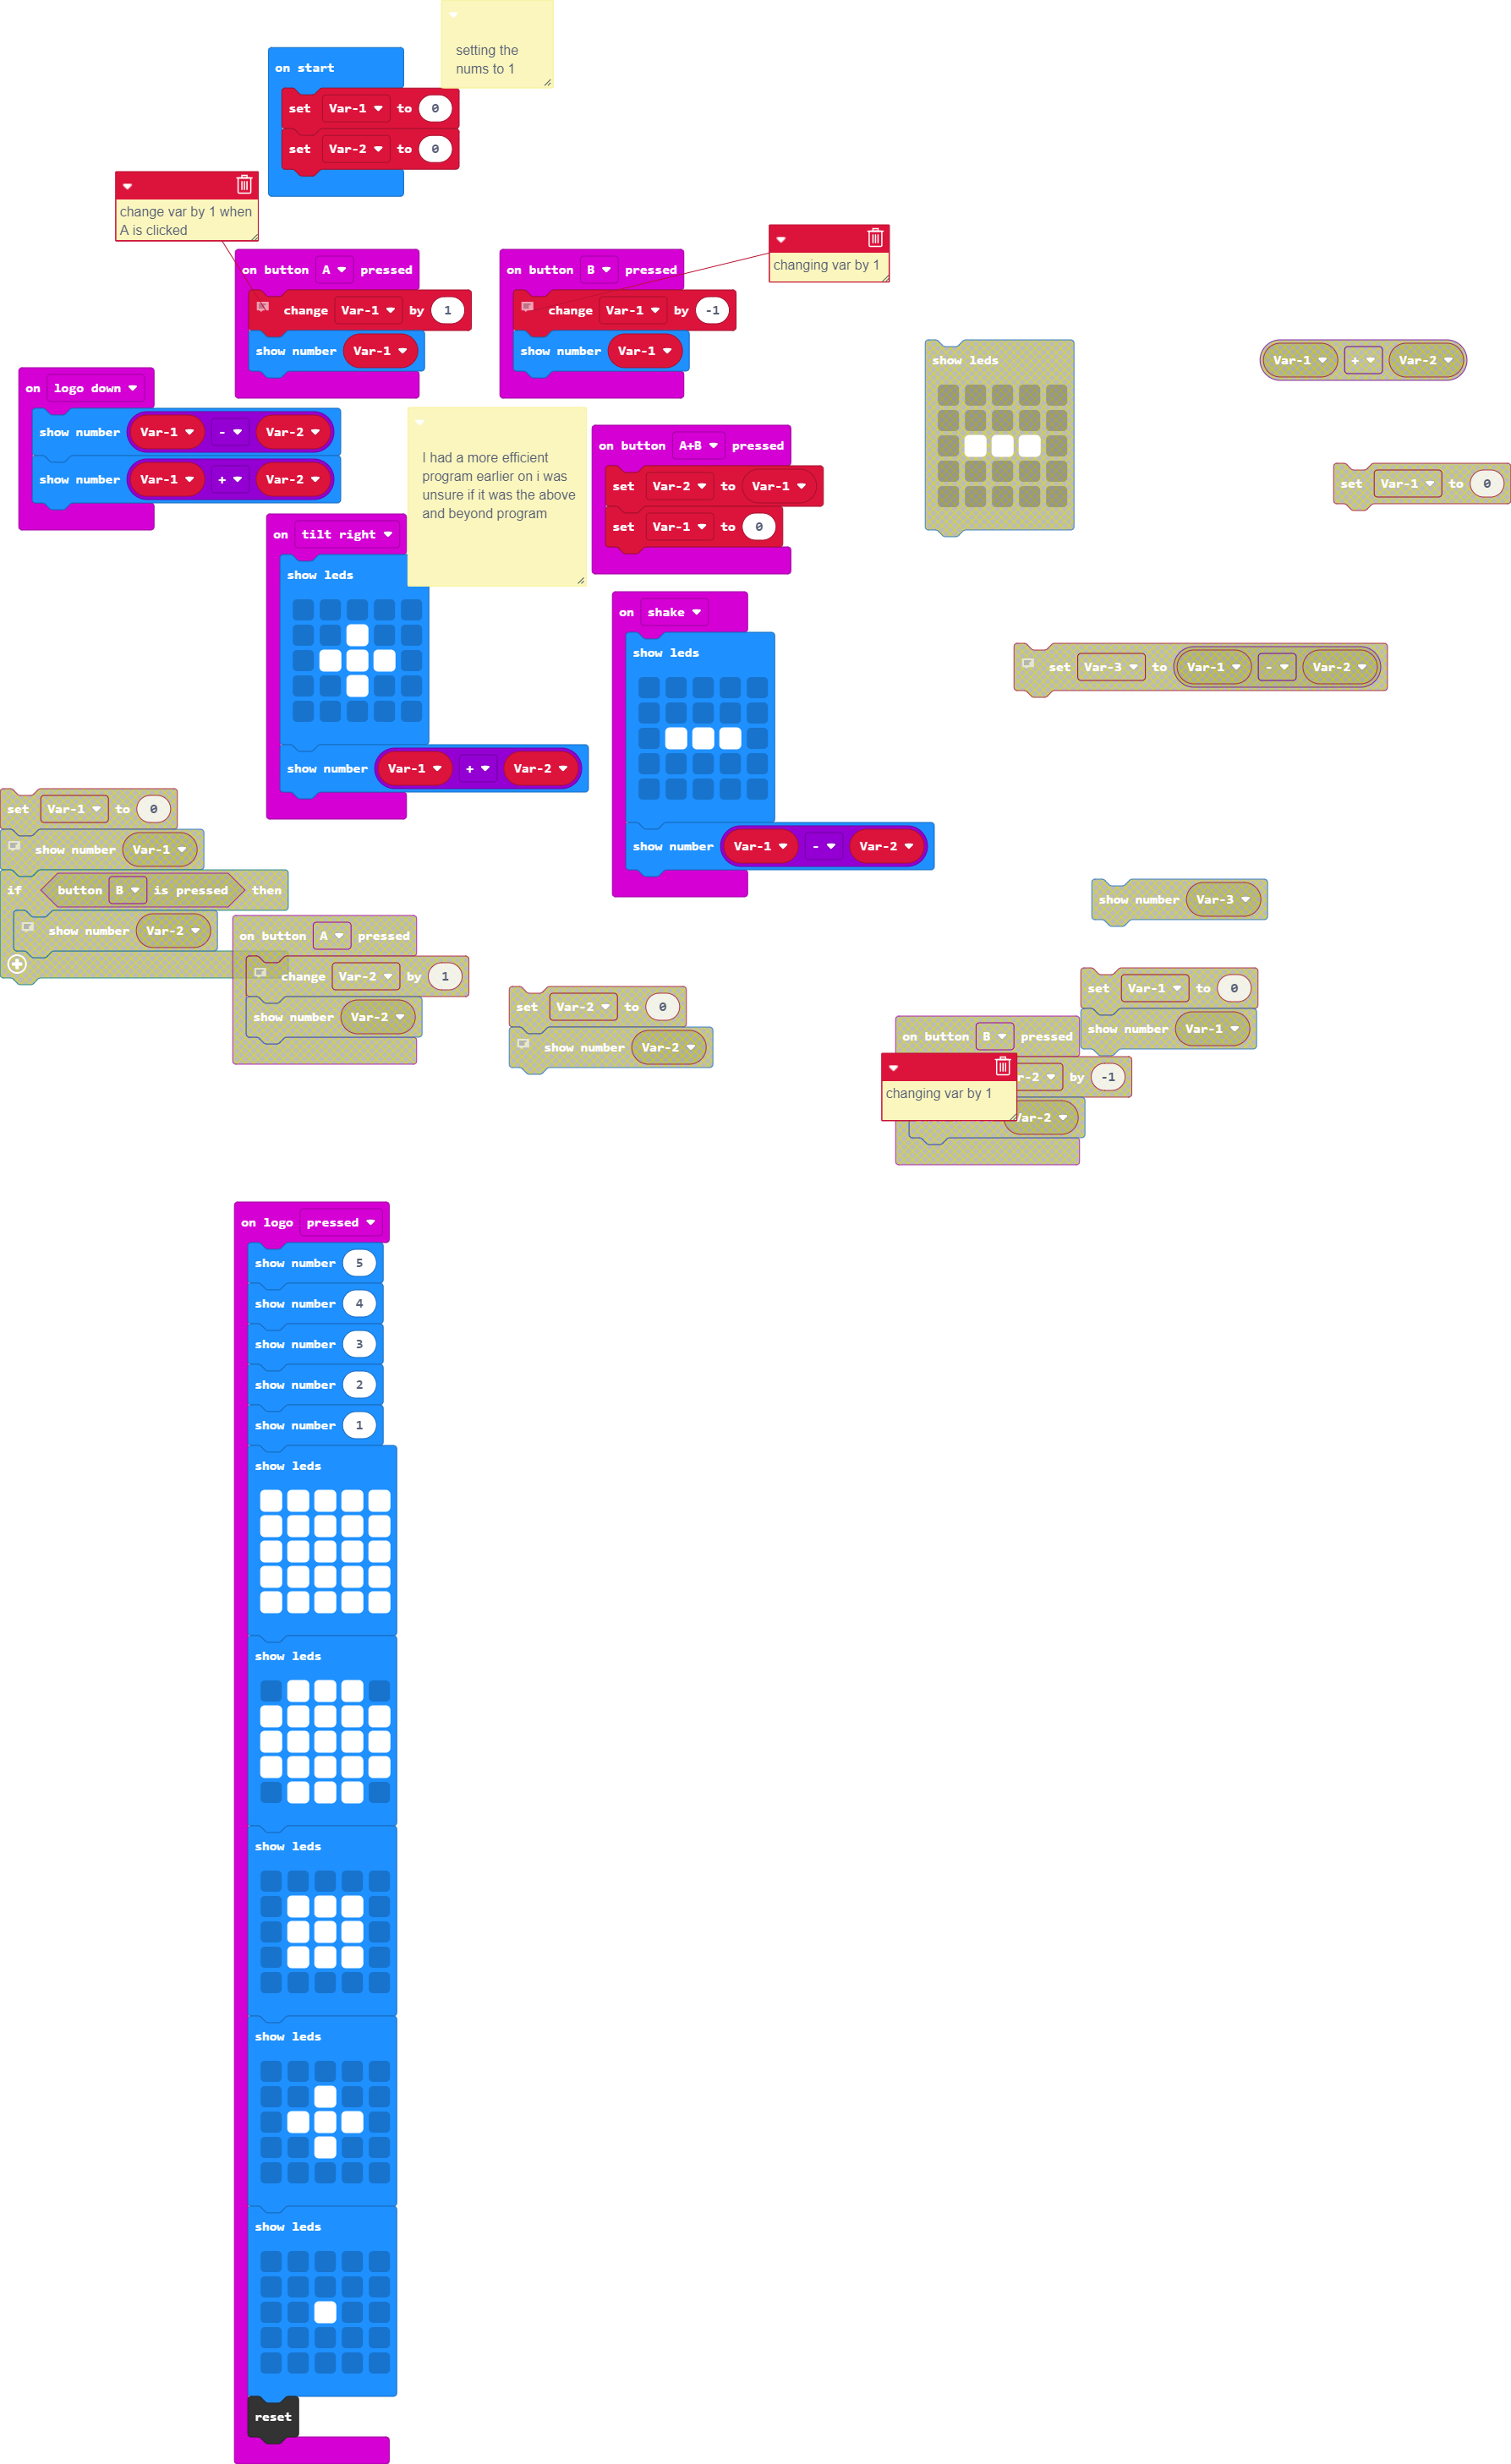 setting the
nums to 1
on start
set Var-1 to 0
set Var-2 to 0
change var by 1 when
A is clicked
changing var by 1
on button A pressed
change Var-1 by 1
show number Var-1
on button B pressed
change Var-1 by -1
show number Var-1
on logo down
show number Var-1 - Var-2
show number Var-1 + Var-2
I had a more efficient
program earlier on i was
unsure if it was the above
and beyond program
on button A+B pressed
set Var-2 to Var-1
set Var-1 to 0
show leds
Var-1 + Var-2
set Var-1 to 0
on tilt right
show leds
show number Var-1 + Var-2
on shake
show leds
show number Var-1 - Var-2
set Var-3 to Var-1 - Var-2
set Var-1 to 0
show number Var-1
if button B is pressed then
show number Var-2
on button A pressed
change Var-2 by 1
show number Var-2
set Var-2 to 0
show number Var-2
show number Var-3
set Var-1 to 0
show number Var-1
on button B pressed
changing var by 1
r-2 by -1
Var-2
on logo pressed
show number 5
show number 4
show number 3
show number 2
show number 1
show leds
show leds
show leds
show leds
show leds
reset